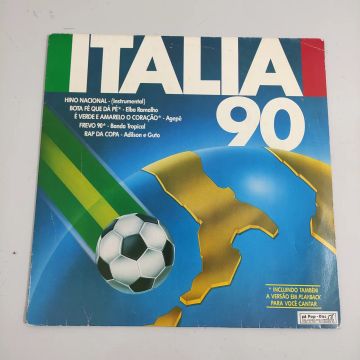 ITALIA
90
HINO NACIONAL - (instrumental)
BOTA FÉ QUE DÁ PÉ* - Elba Ramalho
É VERDE E AMARELO O CORAÇÃO* - Agepê
FREVO 90* - Banda Tropical
RAP DA COPA - Adilson e Guto
* INCLUINDO TAMBÉM
A VERSÃO EM PLAYBACK
PARA VOCÊ CANTAR